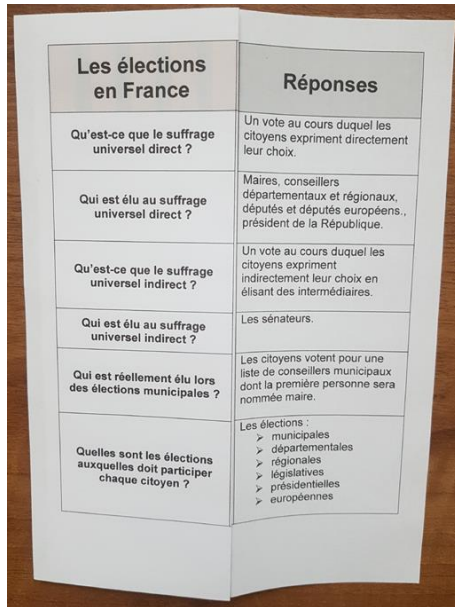 Les élections
en France
Réponses
Qu'est-ce que le suffrage
universel direct ?
Un vote au cours duquel les
citoyens expriment directement
leur choix.
Qui est élu au suffrage
universel direct ?
Maires, conseillers
départementaux et régionaux,
députés et députés européens.,
président de la République.
Qu'est-ce que le suffrage
universel indirect ?
Un vote au cours duquel les
citoyens expriment
indirectement leur choix en
élisant des intermédiaires.
Qui est élu au suffrage
universel indirect ?
Les sénateurs.
Qui est réellement élu lors
des élections municipales ?
Les citoyens votent pour une
liste de conseillers municipaux
dont la première personne sera
nommée maire.
Quelles sont les élections
auxquelles doit participer
chaque citoyen ?
Les élections :
➢ municipales
➢ départementales
➢ régionales
➢ législatives
➢ présidentielles
➢ européennes